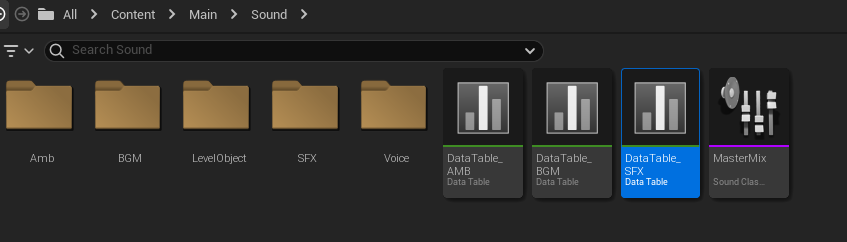 All Content Main Sound
Search Sound
Amb
BGM
LevelObject
SFX
Voice
DataTable_
AMB
Data Table
DataTable_
BGM
Data Table
DataTable_
SFX
Data Table
MasterMix
Sound Clas...